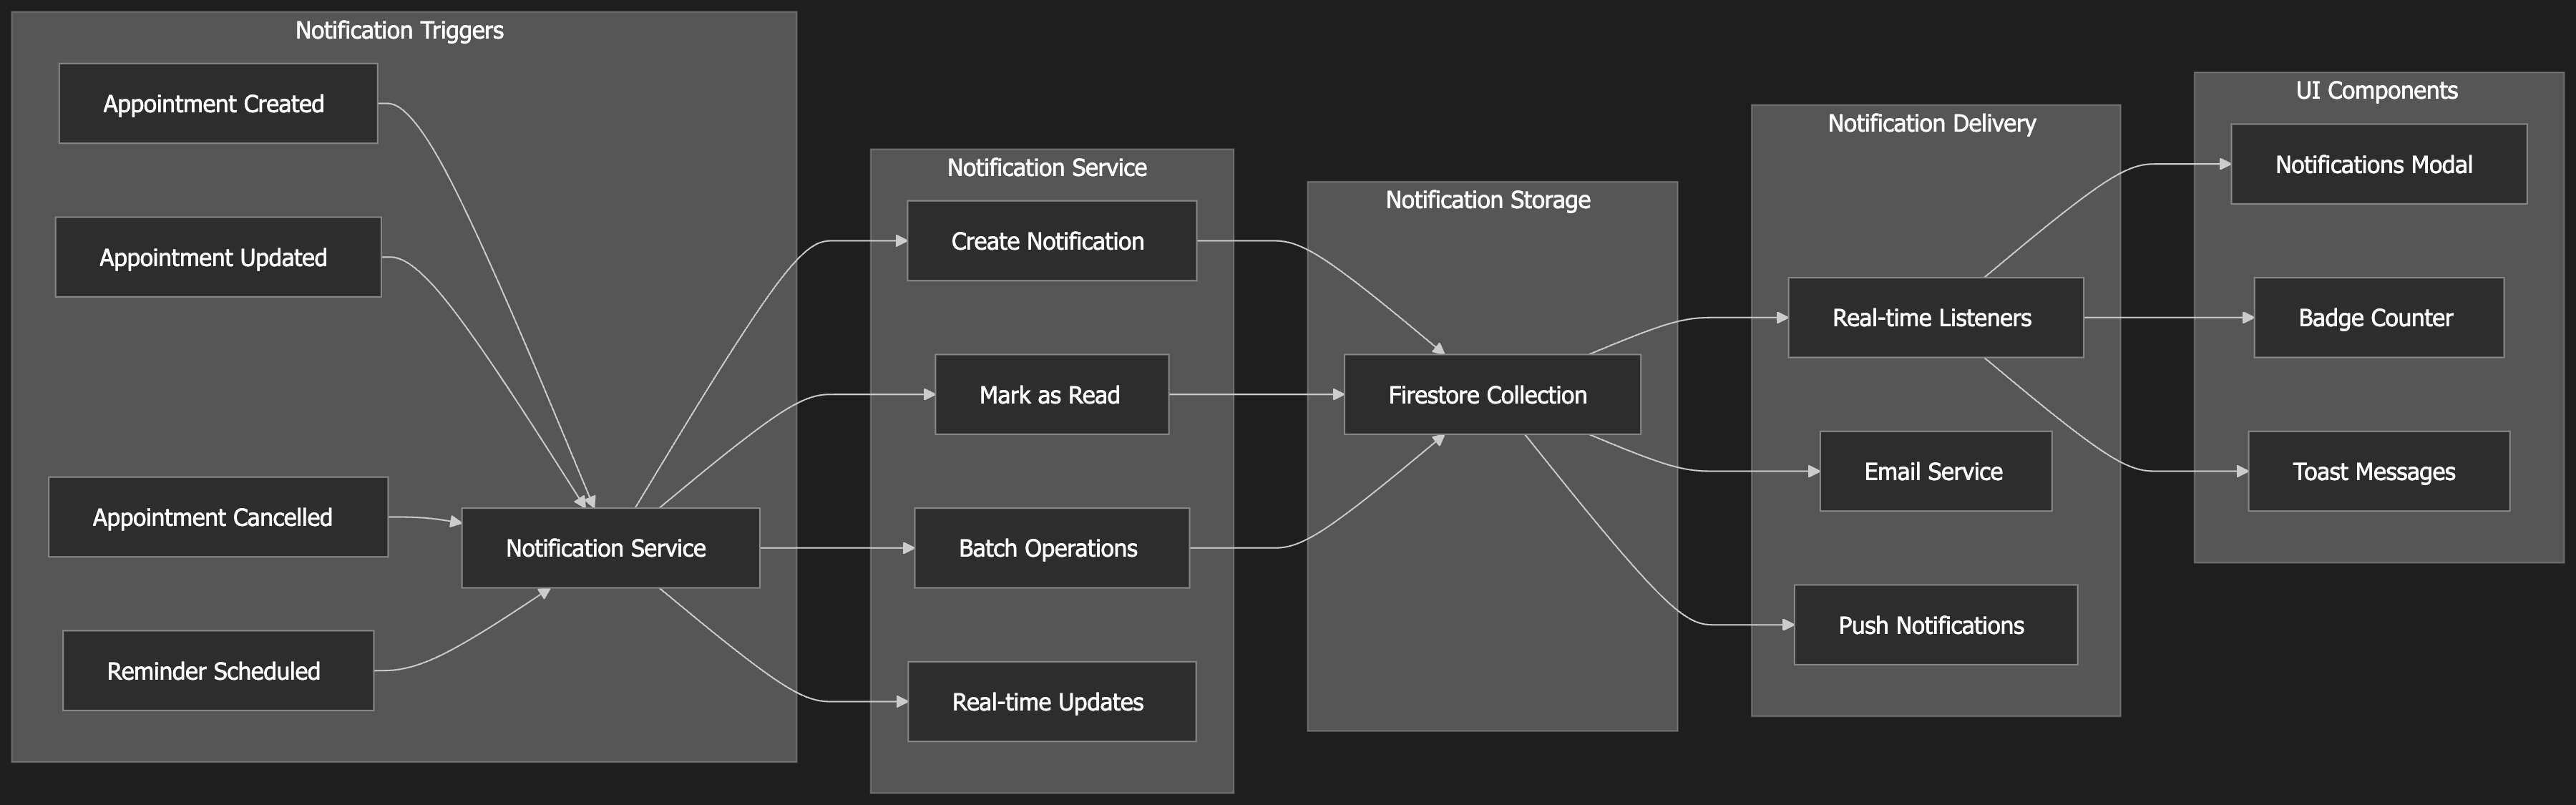 Notification Triggers
Appointment Created
Appointment Updated
Appointment Cancelled
Reminder Scheduled
Notification Service
Notification Service
Create Notification
Mark as Read
Batch Operations
Real-time Updates
Notification Storage
Firestore Collection
Notification Delivery
Real-time Listeners
Email Service
Push Notifications
UI Components
Notifications Modal
Badge Counter
Toast Messages